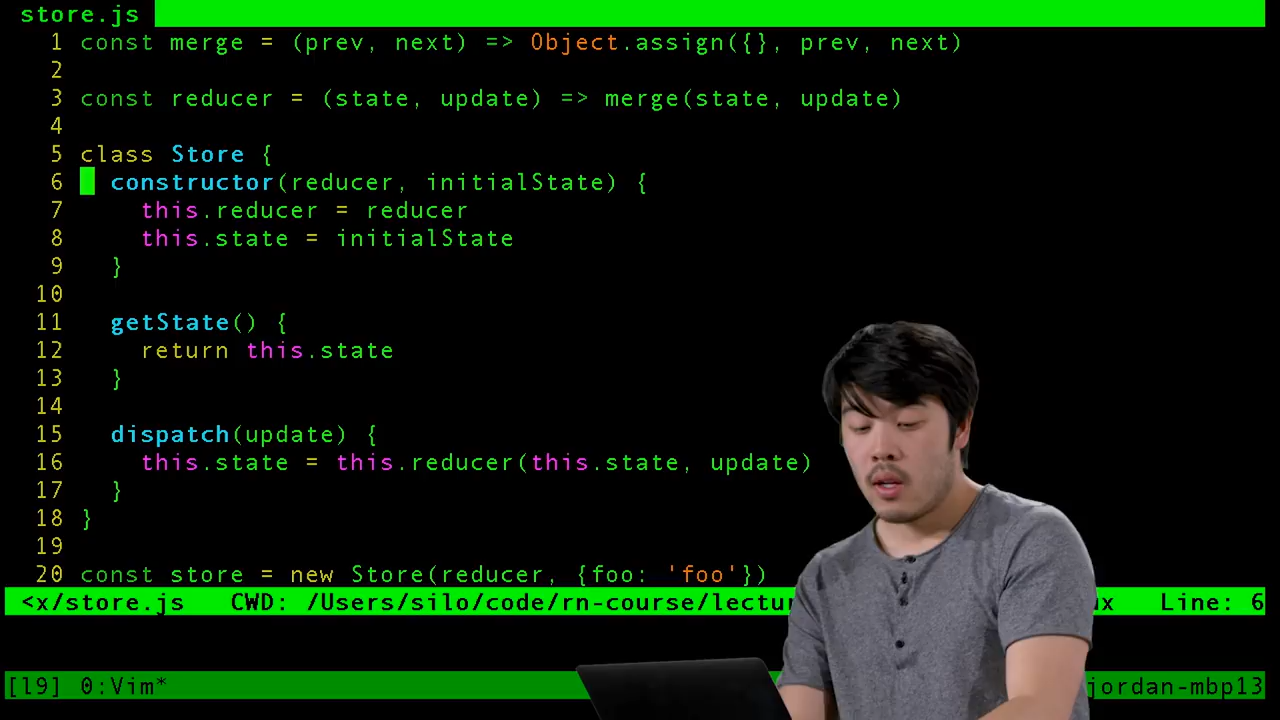 store.js
1 const merge = (prev, next) => Object.assign({}, prev, next)
2
3 const reducer = (state, update) => merge(state, update)
4
5 class Store {
6 constructor(reducer, initialState) {
7 this.reducer = reducer
8 this.state = initialState
9 }
10
11 getState() {
12 return this.state
13 }
14
15 dispatch(update) {
16 this.state = this.reducer(this.state, update)
17 }
18 }
19
20 const store = new Store(reducer, {foo: 'foo'})
<x/store.js CWD: /Users/silo/code/rn-course/lectu Line: 6
[l9] 0:Vim* jordan-mbp13